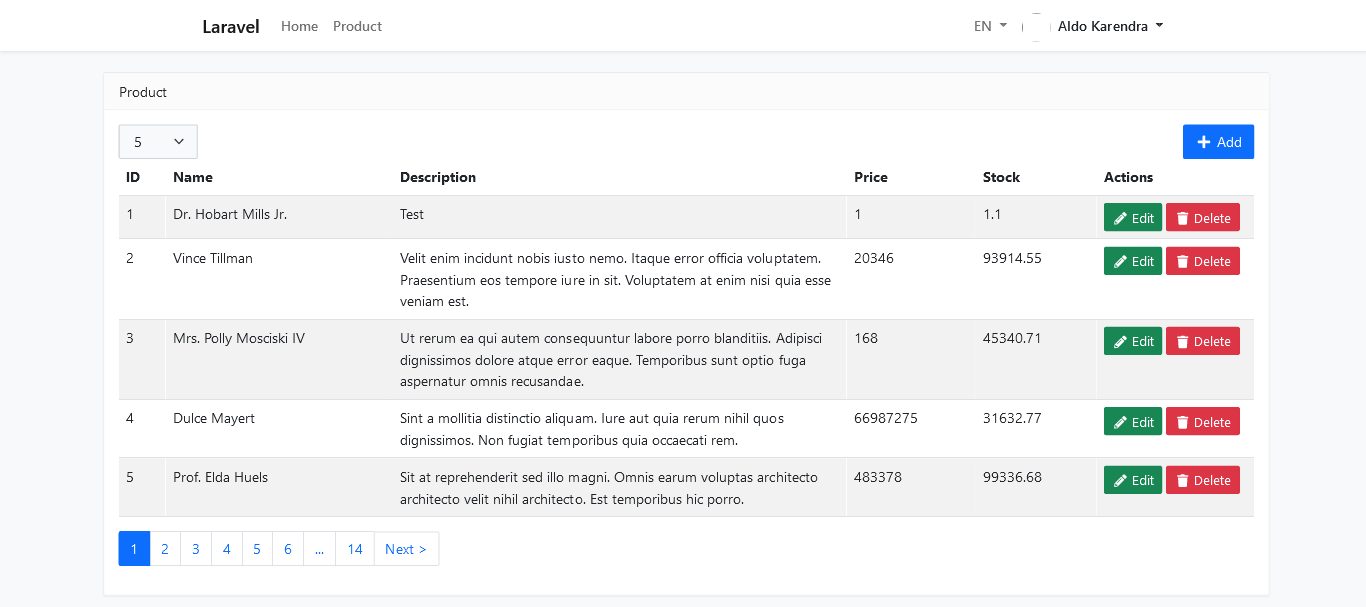 Laravel Home Product EN Aldo Karendra
Product
5 Add
ID Name Description Price Stock Actions
1 Dr. Hobart Mills Jr. Test 1 1.1 Edit Delete
2 Vince Tillman Velit enim incidunt nobis iusto nemo. Itaque error officia voluptatem. 20346 93914.55 Edit Delete
Praesentium eos tempore iure in sit. Voluptatem at enim nisi quia esse
veniam est.
3 Mrs. Polly Mosciski IV Ut rerum ea qui autem consequuntur labore porro blanditiis. Adipisci 168 45340.71 Edit Delete
dignissimos dolore atque error eaque. Temporibus sunt optio fuga
aspernatur omnis recusandae.
4 Dulce Mayert Sint a mollitia distinctio aliquam. Iure aut quia rerum nihil quos 66987275 31632.77 Edit Delete
dignissimos. Non fugiat temporibus quia occaecati rem.
5 Prof. Elda Huels Sit at reprehenderit sed illo magni. Omnis earum voluptas architecto 483378 99336.68 Edit Delete
architecto velit nihil architecto. Est temporibus hic porro.
1 2 3 4 5 6 ... 14 Next >